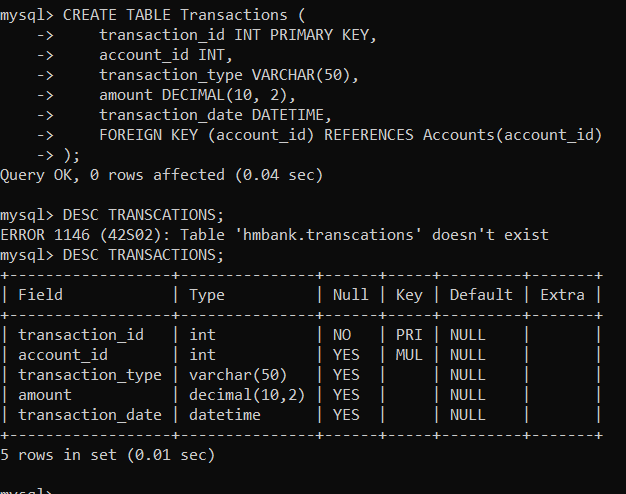 mysql> CREATE TABLE Transactions (
    ->     transaction_id INT PRIMARY KEY,
    ->     account_id INT,
    ->     transaction_type VARCHAR(50),
    ->     amount DECIMAL(10, 2),
    ->     transaction_date DATETIME,
    ->     FOREIGN KEY (account_id) REFERENCES Accounts(account_id)
    -> );
Query OK, 0 rows affected (0.04 sec)

mysql> DESC TRANSCATIONS;
ERROR 1146 (42S02): Table 'hmbank.transcations' doesn't exist
mysql> DESC TRANSACTIONS;
+------------------+---------------+------+-----+---------+-------+
| Field            | Type          | Null | Key | Default | Extra |
+------------------+---------------+------+-----+---------+-------+
| transaction_id   | int           | NO   | PRI | NULL    |       |
| account_id       | int           | YES  | MUL | NULL    |       |
| transaction_type | varchar(50)   | YES  |     | NULL    |       |
| amount           | decimal(10,2) | YES  |     | NULL    |       |
| transaction_date | datetime      | YES  |     | NULL    |       |
+------------------+---------------+------+-----+---------+-------+
5 rows in set (0.01 sec)

mysql>